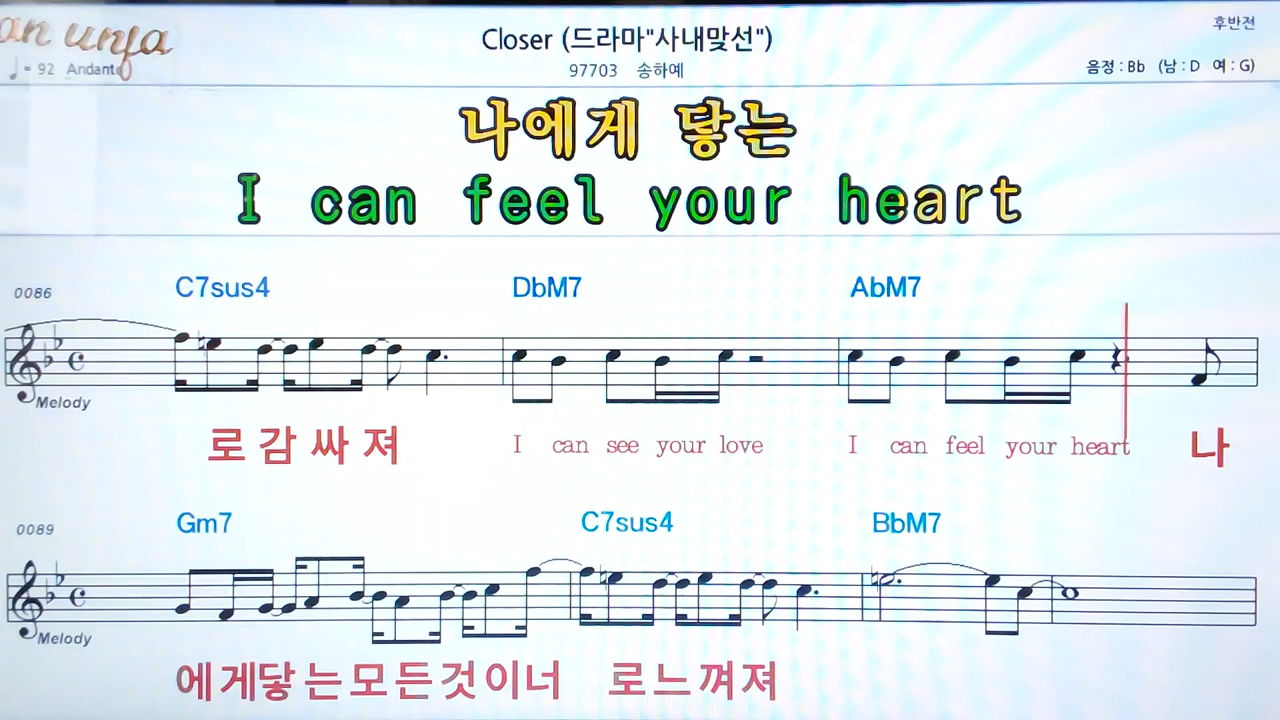 an unfa
Closer (드라마"사내맞선")
후반전
♩= 92 Andante
97703 송하예
음정 : Bb (남 : D 여 : G)
나에게 닿는
I can feel your heart
0086 C7sus4 DbM7 AbM7
Melody
로 감 싸 져 I can see your love I can feel your heart 나
0089 Gm7 C7sus4 BbM7
Melody
에 게 닿 는 모 든 것 이 너 로 느 껴 져